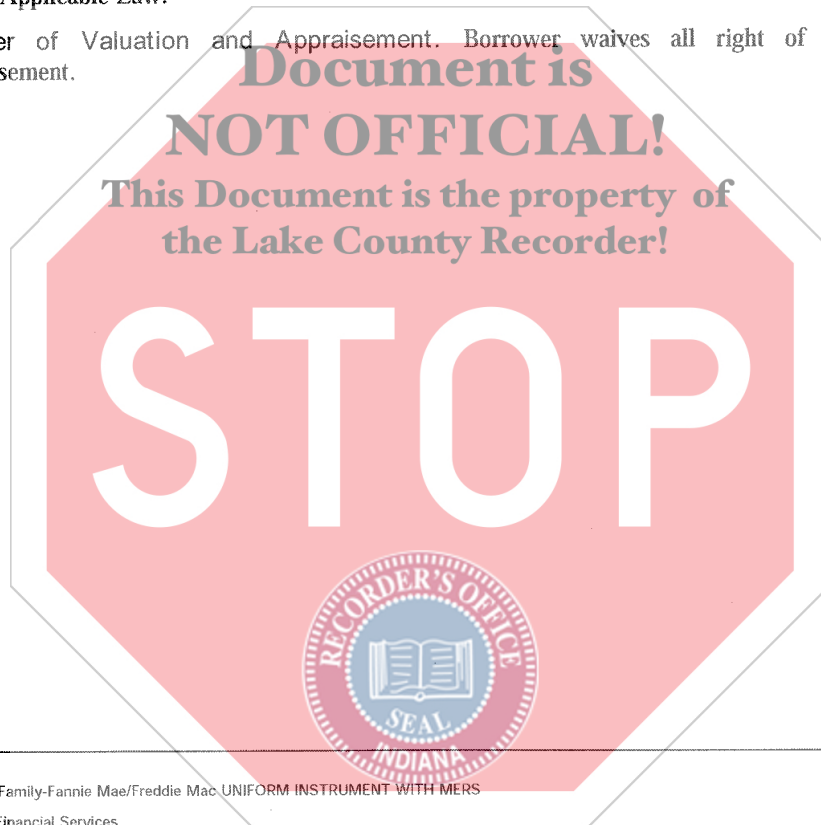 Applicable Law.
er of Valuation and Appraisement. Borrower waives all right of
sement.
Document is
NOT OFFICIAL!
This Document is the property of
the Lake County Recorder!
STOP
RECORDER'S OFFICE
SEAL
INDIANA
Family-Fannie Mae/Freddie Mac UNIFORM INSTRUMENT WITH MERS
Financial Services